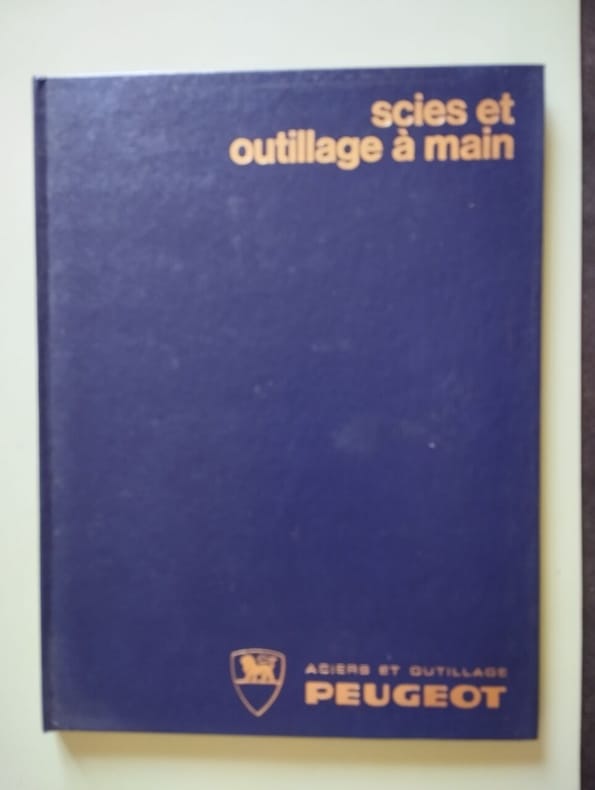 scies et
outillage à main
ACIERS ET OUTILLAGE
PEUGEOT